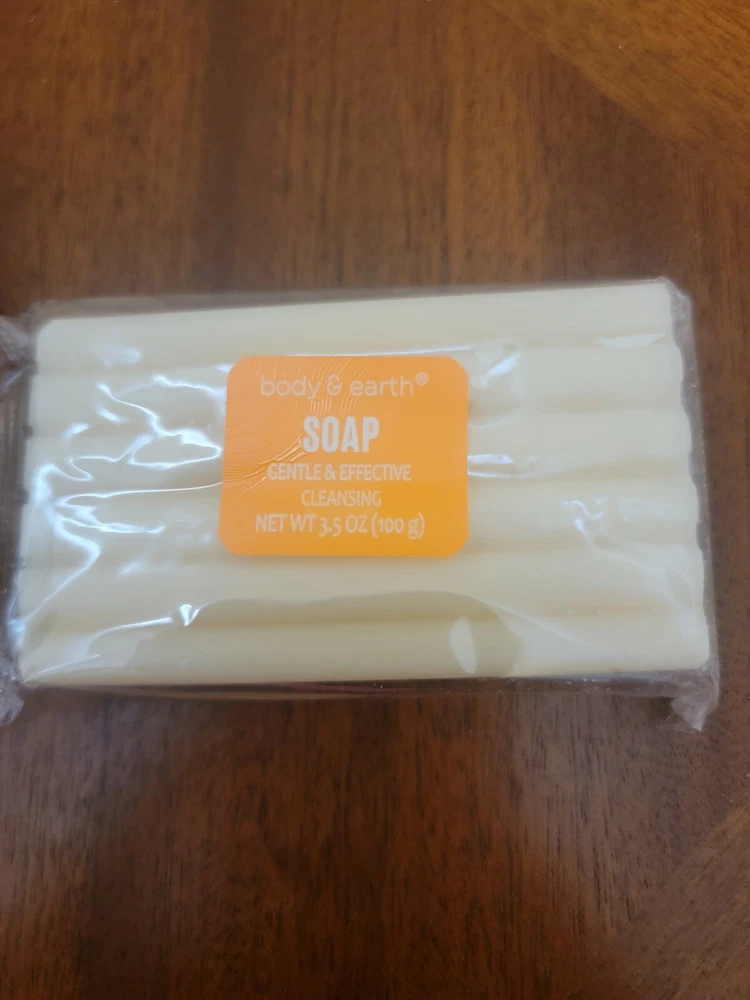 body & earth®
SOAP
GENTLE & EFFECTIVE
CLEANSING
NET WT 3.5 OZ (100 g)